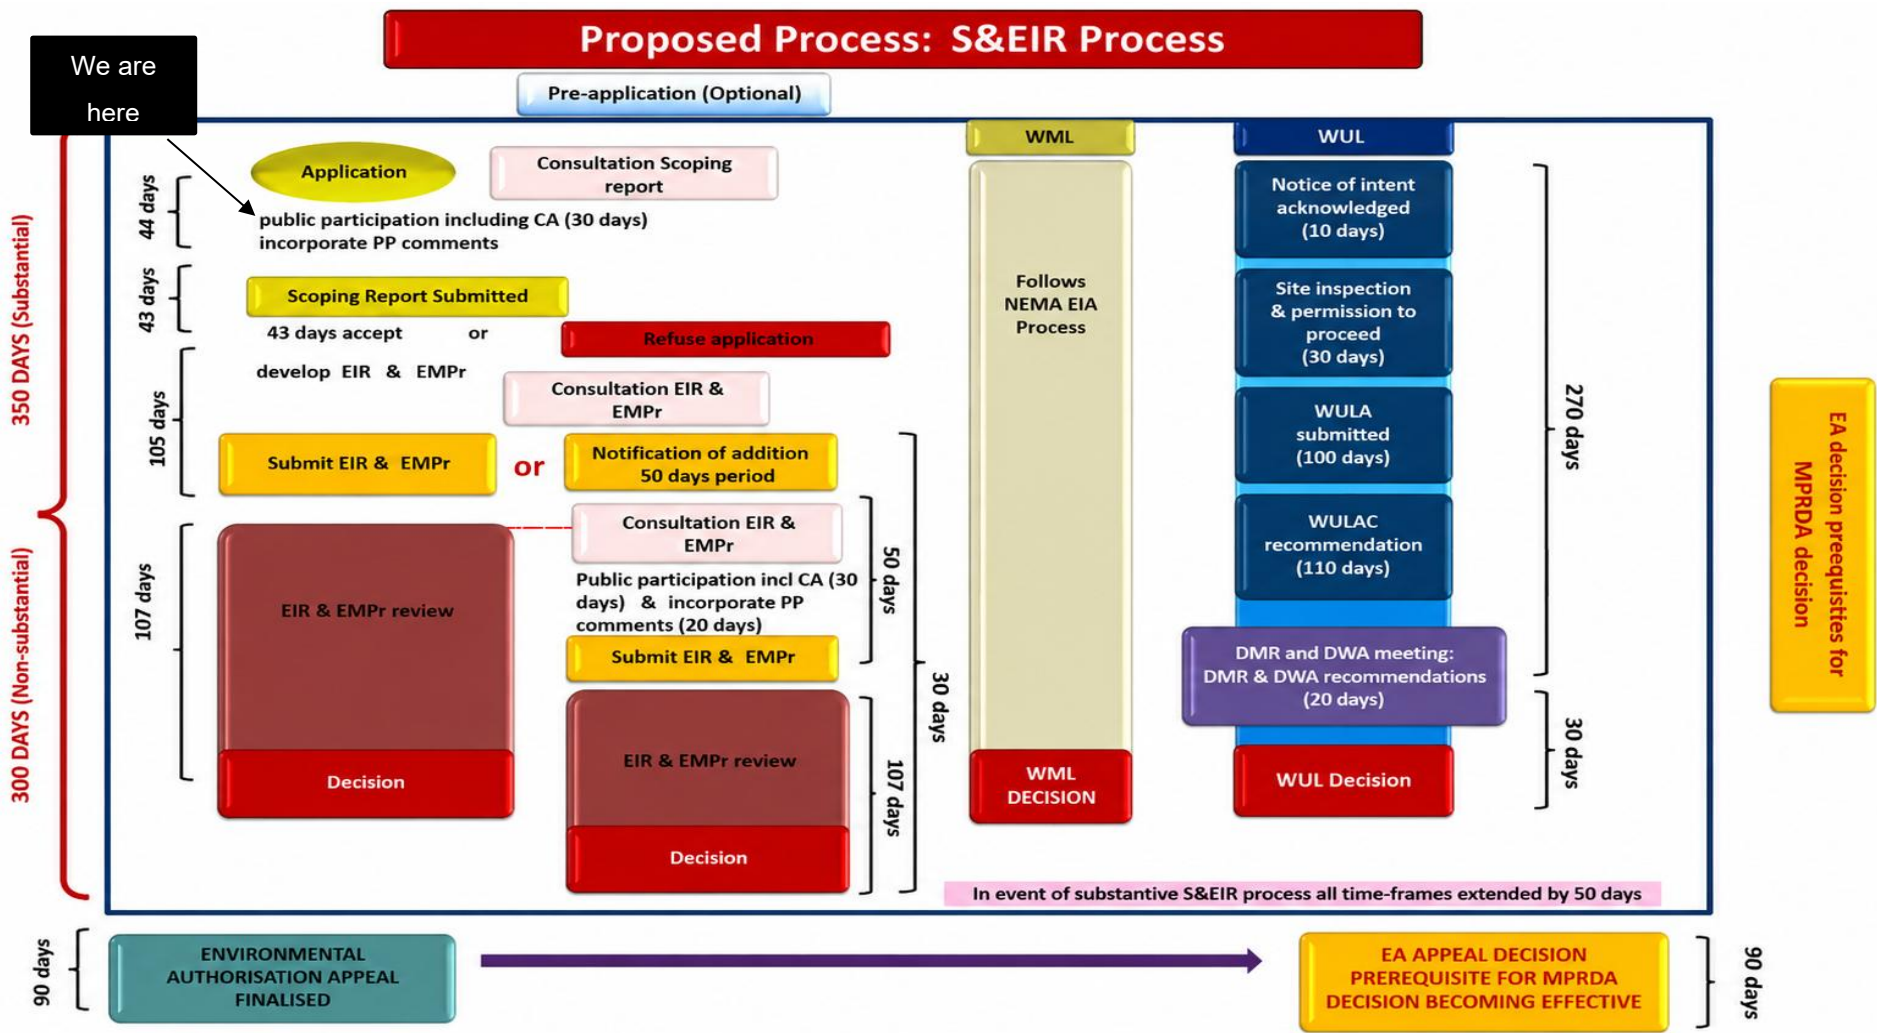 Proposed Process: S&EIR Process
We are
here
Pre-application (Optional)
Application
Consultation Scoping
report
public participation including CA (30 days)
incorporate PP comments
44 days
43 days
Scoping Report Submitted
43 days accept or
Refuse application
develop EIR & EMPr
Consultation EIR &
EMPr
105 days
Submit EIR & EMPr
or
Notification of addition
50 days period
Consultation EIR &
EMPr
Public participation incl CA (30
days) & incorporate PP
comments (20 days)
Submit EIR & EMPr
50 days
107 days
EIR & EMPr review
Decision
EIR & EMPr review
Decision
107 days
30 days
350 DAYS (Substantial)
300 DAYS (Non-substantial)
WML
Follows
NEMA EIA
Process
WML
DECISION
WUL
Notice of intent
acknowledged
(10 days)
Site inspection
& permission to
proceed
(30 days)
WULA
submitted
(100 days)
WULAC
recommendation
(110 days)
DMR and DWA meeting:
DMR & DWA recommendations
(20 days)
WUL Decision
270 days
30 days
EA decision preequisties for
MPRDA decision
In event of substantive S&EIR process all time-frames extended by 50 days
90 days
ENVIRONMENTAL
AUTHORISATION APPEAL
FINALISED
EA APPEAL DECISION
PREREQUISITE FOR MPRDA
DECISION BECOMING EFFECTIVE
90 days